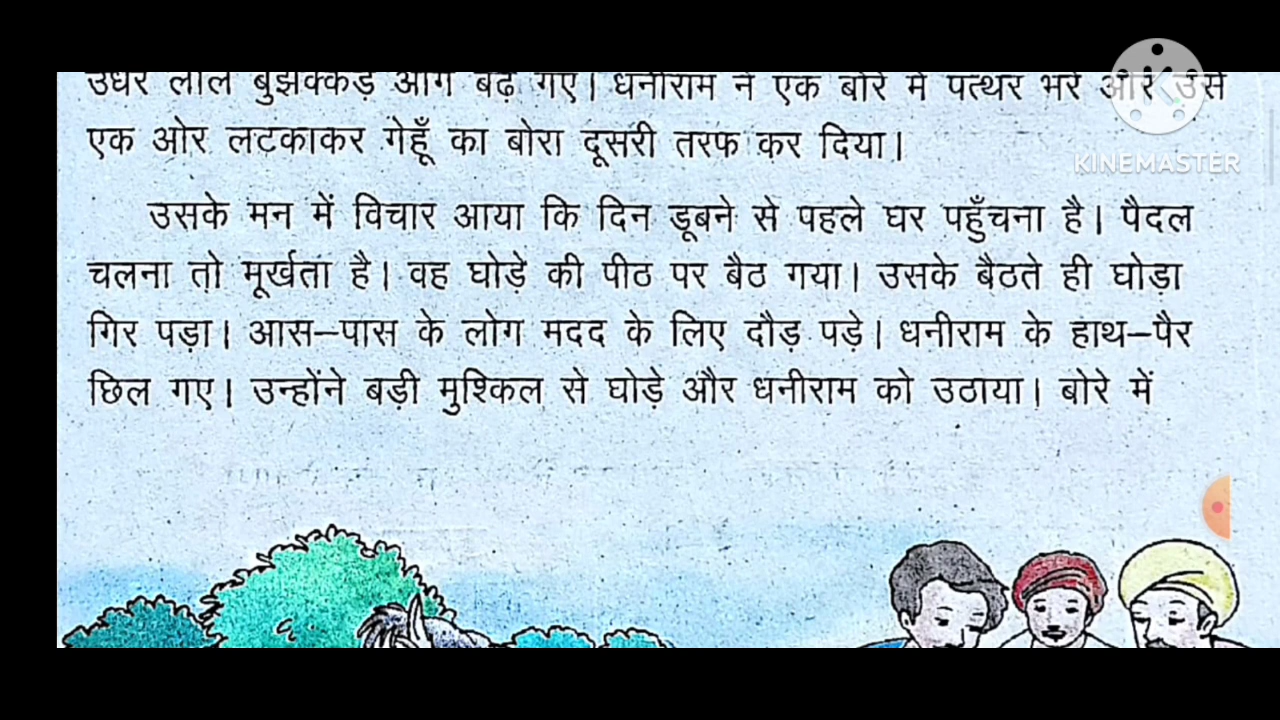 उधर लाल बुझक्कड़ आगे बढ़ गए। धनीराम ने एक बोरे में पत्थर भरे और उसे
एक ओर लटकाकर गेहूँ का बोरा दूसरी तरफ कर दिया।
उसके मन में विचार आया कि दिन डूबने से पहले घर पहुँचना है। पैदल
चलना तो मूर्खता है। वह घोड़े की पीठ पर बैठ गया। उसके बैठते ही घोड़ा
गिर पड़ा। आस–पास के लोग मदद के लिए दौड़ पड़े। धनीराम के हाथ–पैर
छिल गए। उन्होंने बड़ी मुश्किल से घोड़े और धनीराम को उठाया। बोरे में
KINEMASTER